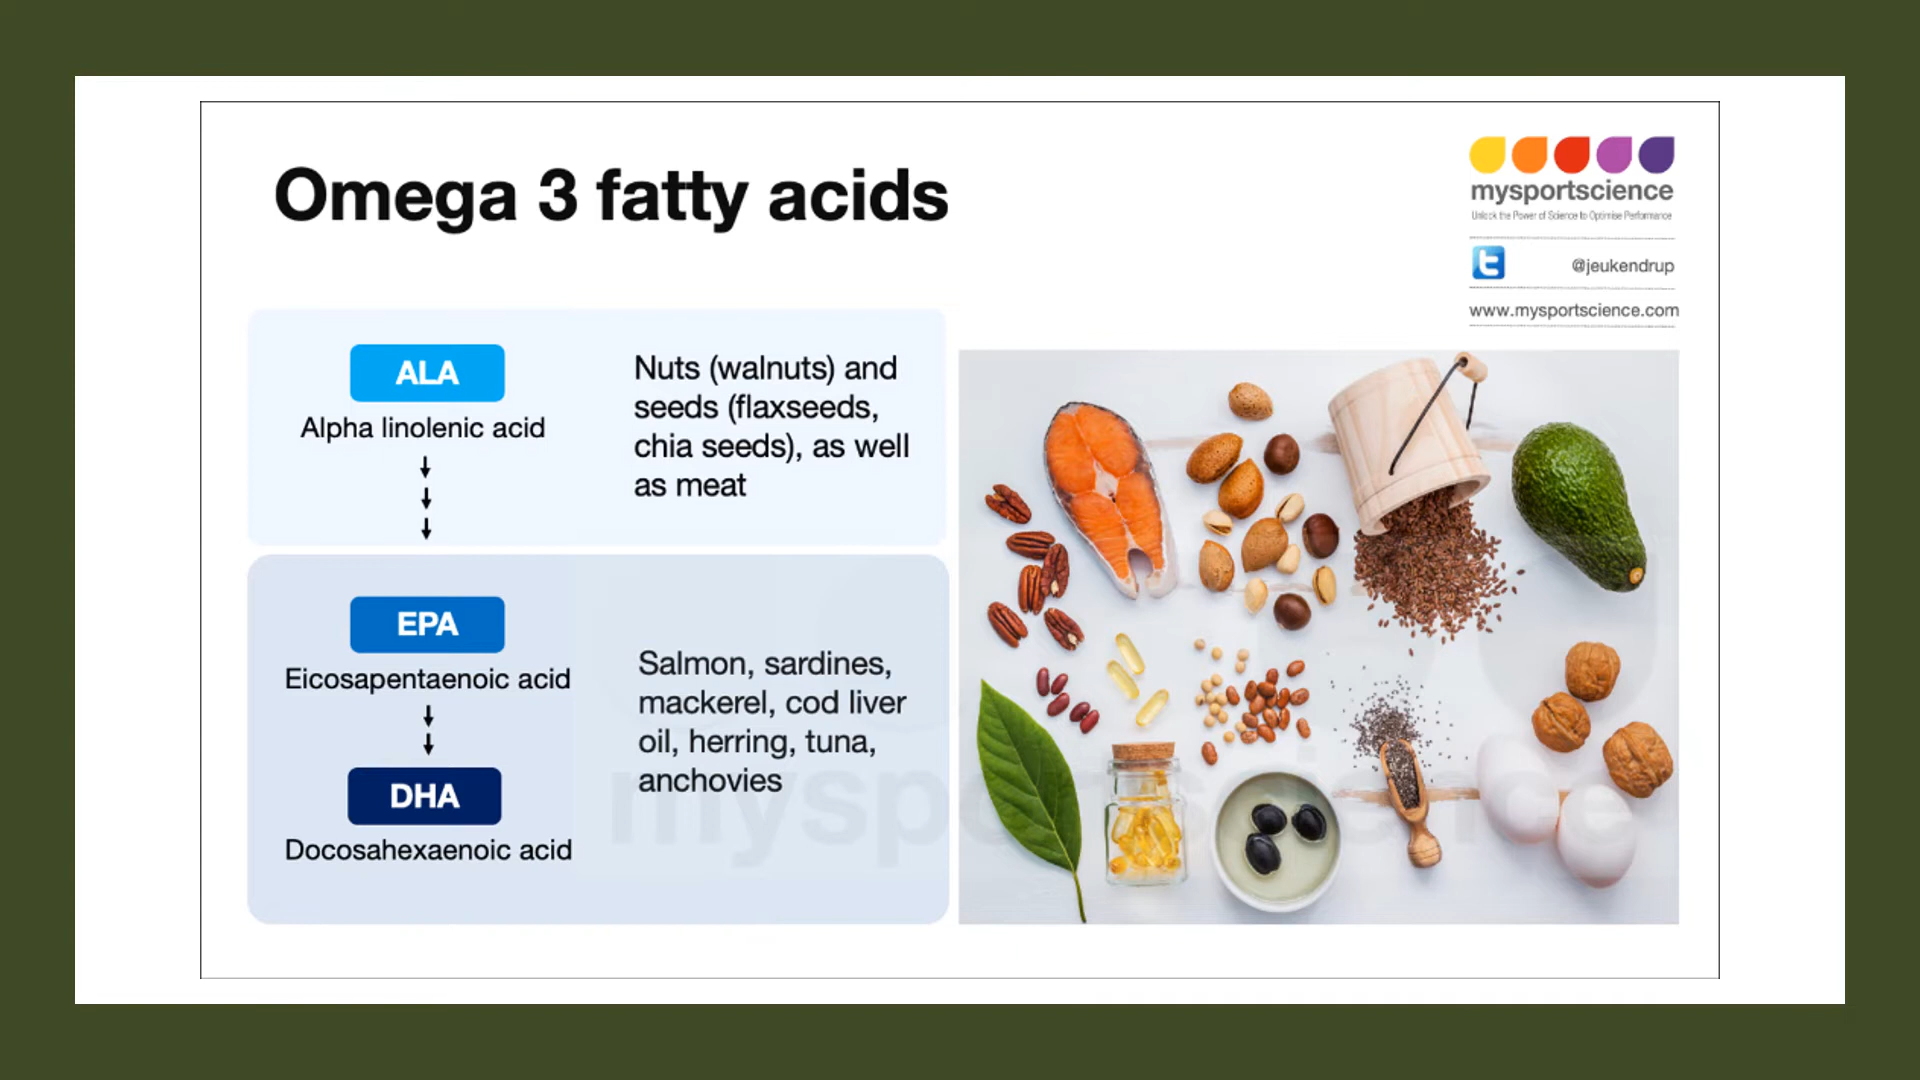 Omega 3 fatty acids
mysportscience
Unlock the Power of Science to Optimise Performance
@jeukendrup
www.mysportscience.com
ALA
Alpha linolenic acid
Nuts (walnuts) and
seeds (flaxseeds,
chia seeds), as well
as meat
EPA
Eicosapentaenoic acid
DHA
Docosahexaenoic acid
Salmon, sardines,
mackerel, cod liver
oil, herring, tuna,
anchovies
mysportscience